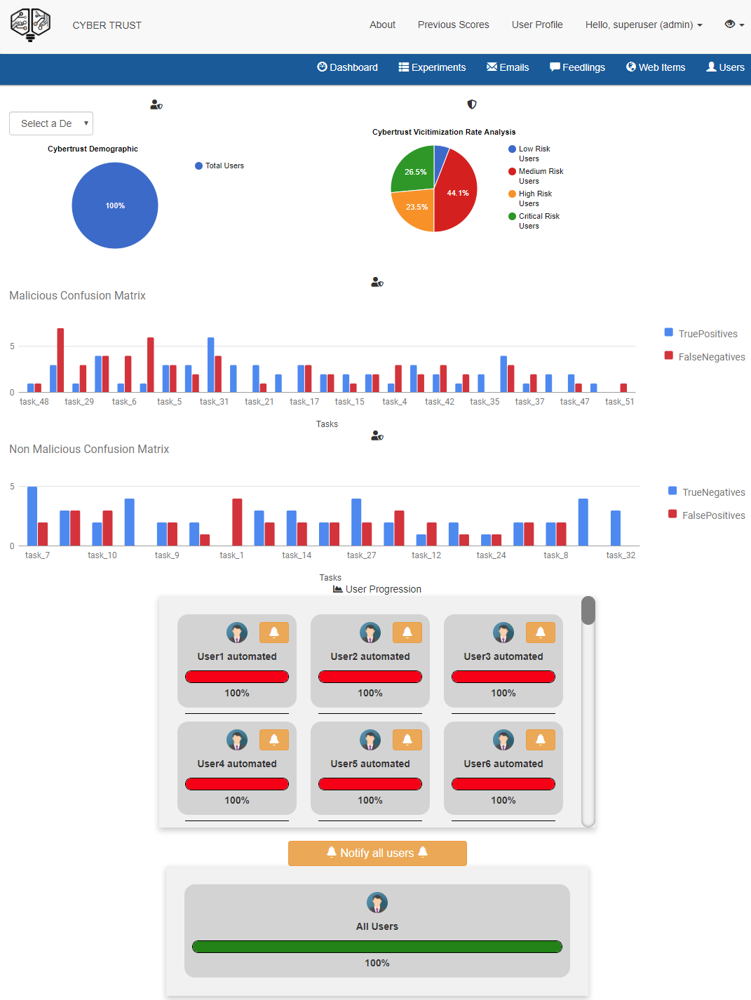 CYBER TRUST
About Previous Scores User Profile Hello, superuser (admin)
Dashboard Experiments Emails Feedlings Web Items Users
Select a De
Cybertrust Demographic
Total Users
100%
Cybertrust Vicitimization Rate Analysis
Low Risk
Users
Medium Risk
Users
High Risk
Users
Critical Risk
Users
26.5%
44.1%
23.5%
Malicious Confusion Matrix
5
0
TruePositives
FalseNegatives
task_48 task_29 task_6 task_5 task_31 task_21 task_17 task_15 task_4 task_42 task_35 task_37 task_47 task_51
Tasks
Non Malicious Confusion Matrix
5
0
TrueNegatives
FalsePositives
task_7 task_10 task_9 task_1 task_14 task_27 task_12 task_24 task_8 task_32
Tasks
User Progression
User1 automated User2 automated User3 automated
100% 100% 100%
User4 automated User5 automated User6 automated
100% 100% 100%
Notify all users
All Users
100%